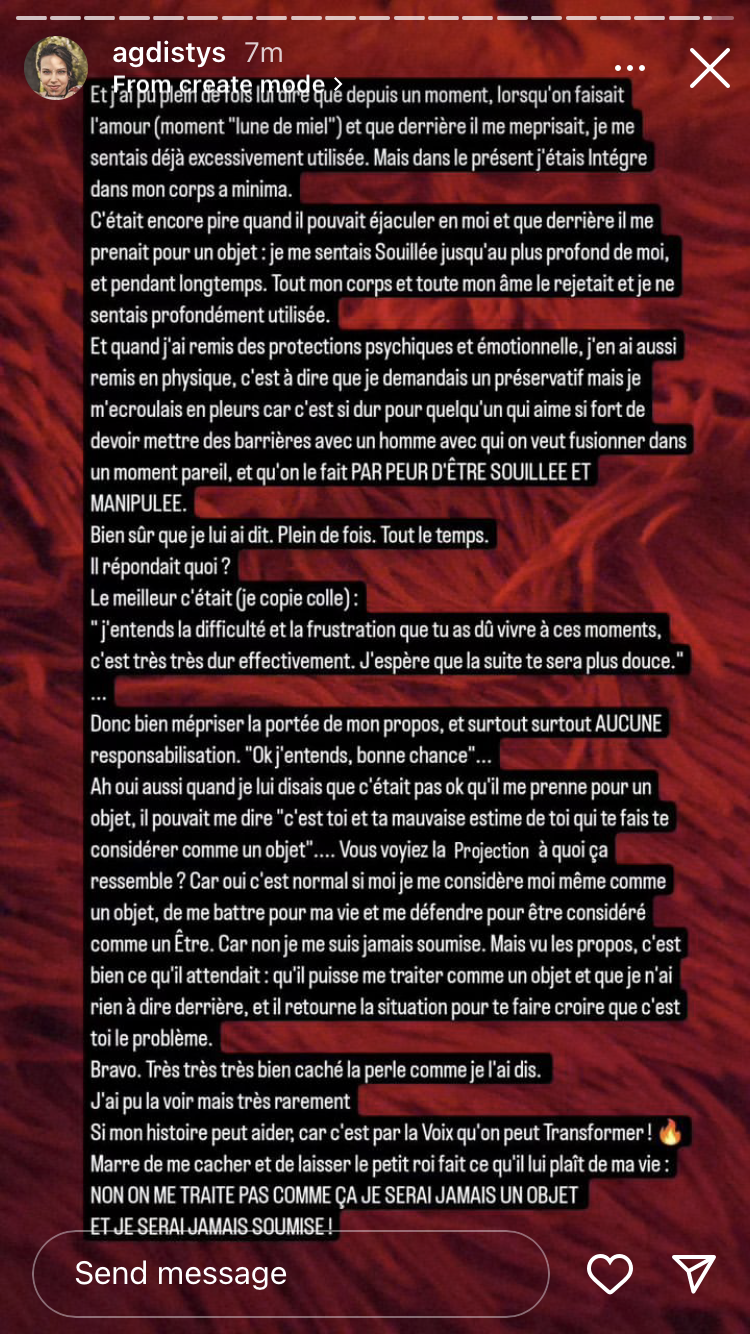 agdistys 7m
From create mode >
Et j'ai pu plein de fois lui dire que depuis un moment, lorsqu'on faisait
l'amour (moment "lune de miel") et que derrière il me meprisait, je me
sentais déjà excessivement utilisée. Mais dans le présent j'étais Intégre
dans mon corps a minima.
C'était encore pire quand il pouvait éjaculer en moi et que derrière il me
prenait pour un objet : je me sentais Souillée jusqu'au plus profond de moi,
et pendant longtemps. Tout mon corps et toute mon âme le rejetait et je ne
sentais profondément utilisée.
Et quand j'ai remis des protections psychiques et émotionnelle, j'en ai aussi
remis en physique, c'est à dire que je demandais un préservatif mais je
m'ecroulais en pleurs car c'est si dur pour quelqu'un qui aime si fort de
devoir mettre des barrières avec un homme avec qui on veut fusionner dans
un moment pareil, et qu'on le fait PAR PEUR D'ÊTRE SOUILLEE ET
MANIPULEE.
Bien sûr que je lui ai dit. Plein de fois. Tout le temps.
Il répondait quoi ?
Le meilleur c'était (je copie colle) :
" j'entends la difficulté et la frustration que tu as dû vivre à ces moments,
c'est très très dur effectivement. J'espère que la suite te sera plus douce."
...
Donc bien mépriser la portée de mon propos, et surtout surtout AUCUNE
responsabilisation. "Ok j'entends, bonne chance"...
Ah oui aussi quand je lui disais que c'était pas ok qu'il me prenne pour un
objet, il pouvait me dire "c'est toi et ta mauvaise estime de toi qui te fais te
considérer comme un objet".... Vous voyiez la Projection à quoi ça
ressemble ? Car oui c'est normal si moi je me considère moi même comme
un objet, de me battre pour ma vie et me défendre pour être considéré
comme un Être. Car non je me suis jamais soumise. Mais vu les propos, c'est
bien ce qu'il attendait : qu'il puisse me traiter comme un objet et que je n'ai
rien à dire derrière, et il retourne la situation pour te faire croire que c'est
toi le problème.
Bravo. Très très très bien caché la perle comme je l'ai dis.
J'ai pu la voir mais très rarement
Si mon histoire peut aider, car c'est par la Voix qu'on peut Transformer ! 🔥
Marre de me cacher et de laisser le petit roi fait ce qu'il lui plaît de ma vie :
NON ON ME TRAITE PAS COMME ÇA JE SERAI JAMAIS UN OBJET
ET JE SERAI JAMAIS SOUMISE !
Send message